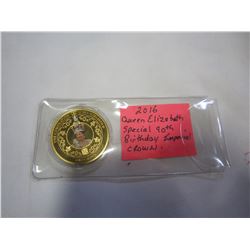 2016
Queen Elizabeth
Special 90th
Birthday Imperial
CROWN.